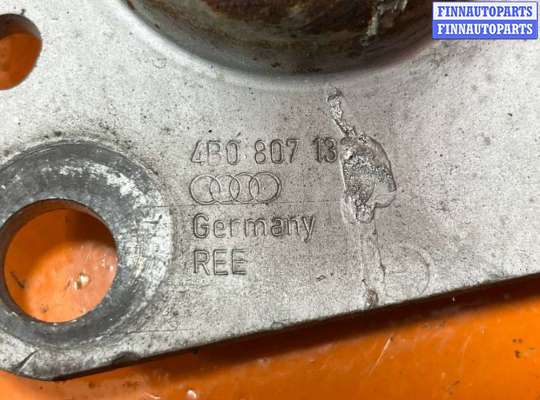 FINNAUTOPARTS
FINNAUTOPARTS
4B0 807 13
Germany
REE